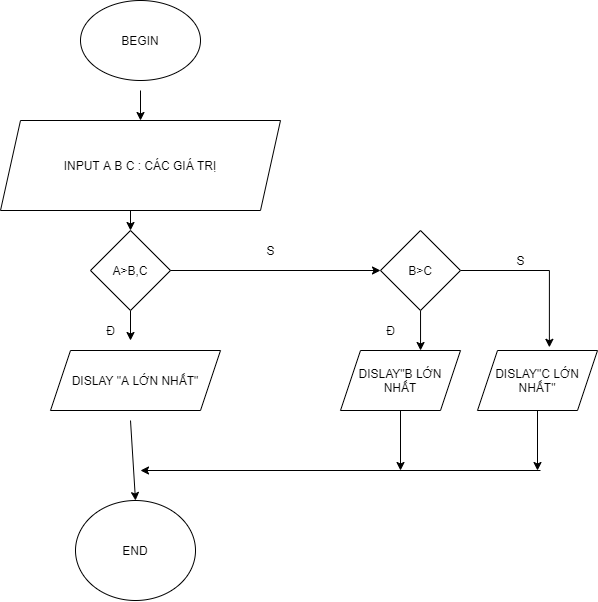 BEGIN
INPUT A B C : CÁC GIÁ TRỊ
A>B,C
S
B>C
S
Đ
Đ
DISLAY "A LỚN NHẤT"
DISLAY"B LỚN
NHẤT
DISLAY"C LỚN
NHẤT"
END